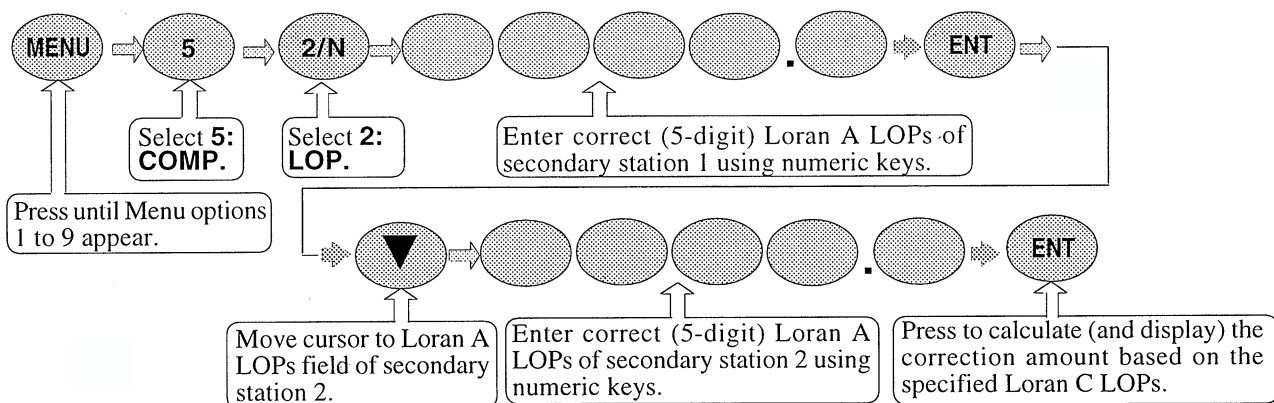 MENU 5 2/N . ENT
Select 5:
COMP.
Select 2:
LOP.
Enter correct (5-digit) Loran A LOPs of
secondary station 1 using numeric keys.
Press until Menu options
1 to 9 appear.
▼ . ENT
Move cursor to Loran A
LOPs field of secondary
station 2.
Enter correct (5-digit) Loran A
LOPs of secondary station 2 using
numeric keys.
Press to calculate (and display) the
correction amount based on the
specified Loran C LOPs.